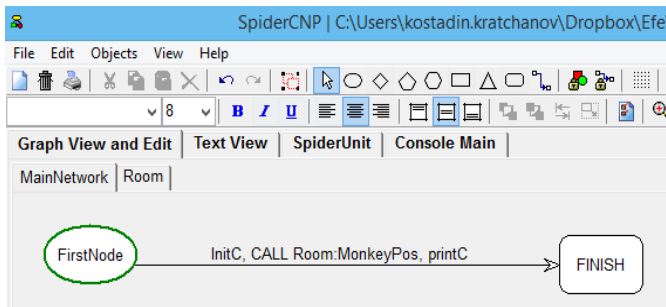 SpiderCNP | C:\Users\kostadin.kratchanov\Dropbox\Efe
File Edit Objects View Help
8 B I U
Graph View and Edit Text View SpiderUnit Console Main
MainNetwork Room
FirstNode InitC, CALL Room:MonkeyPos, printC FINISH